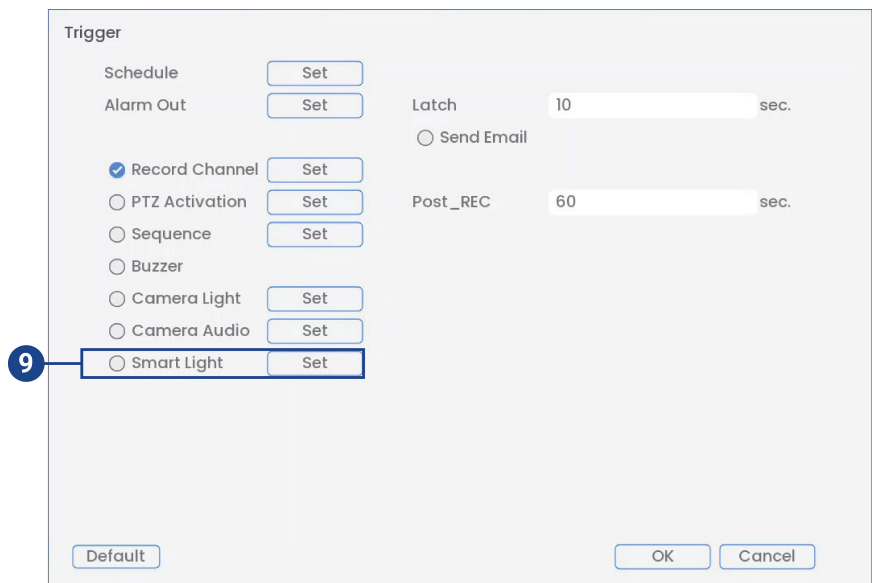 Trigger
Schedule Set
Alarm Out Set Latch 10 sec.
Send Email
Record Channel Set
PTZ Activation Set Post_REC 60 sec.
Sequence Set
Buzzer
Camera Light Set
Camera Audio Set
9 Smart Light Set
Default OK Cancel